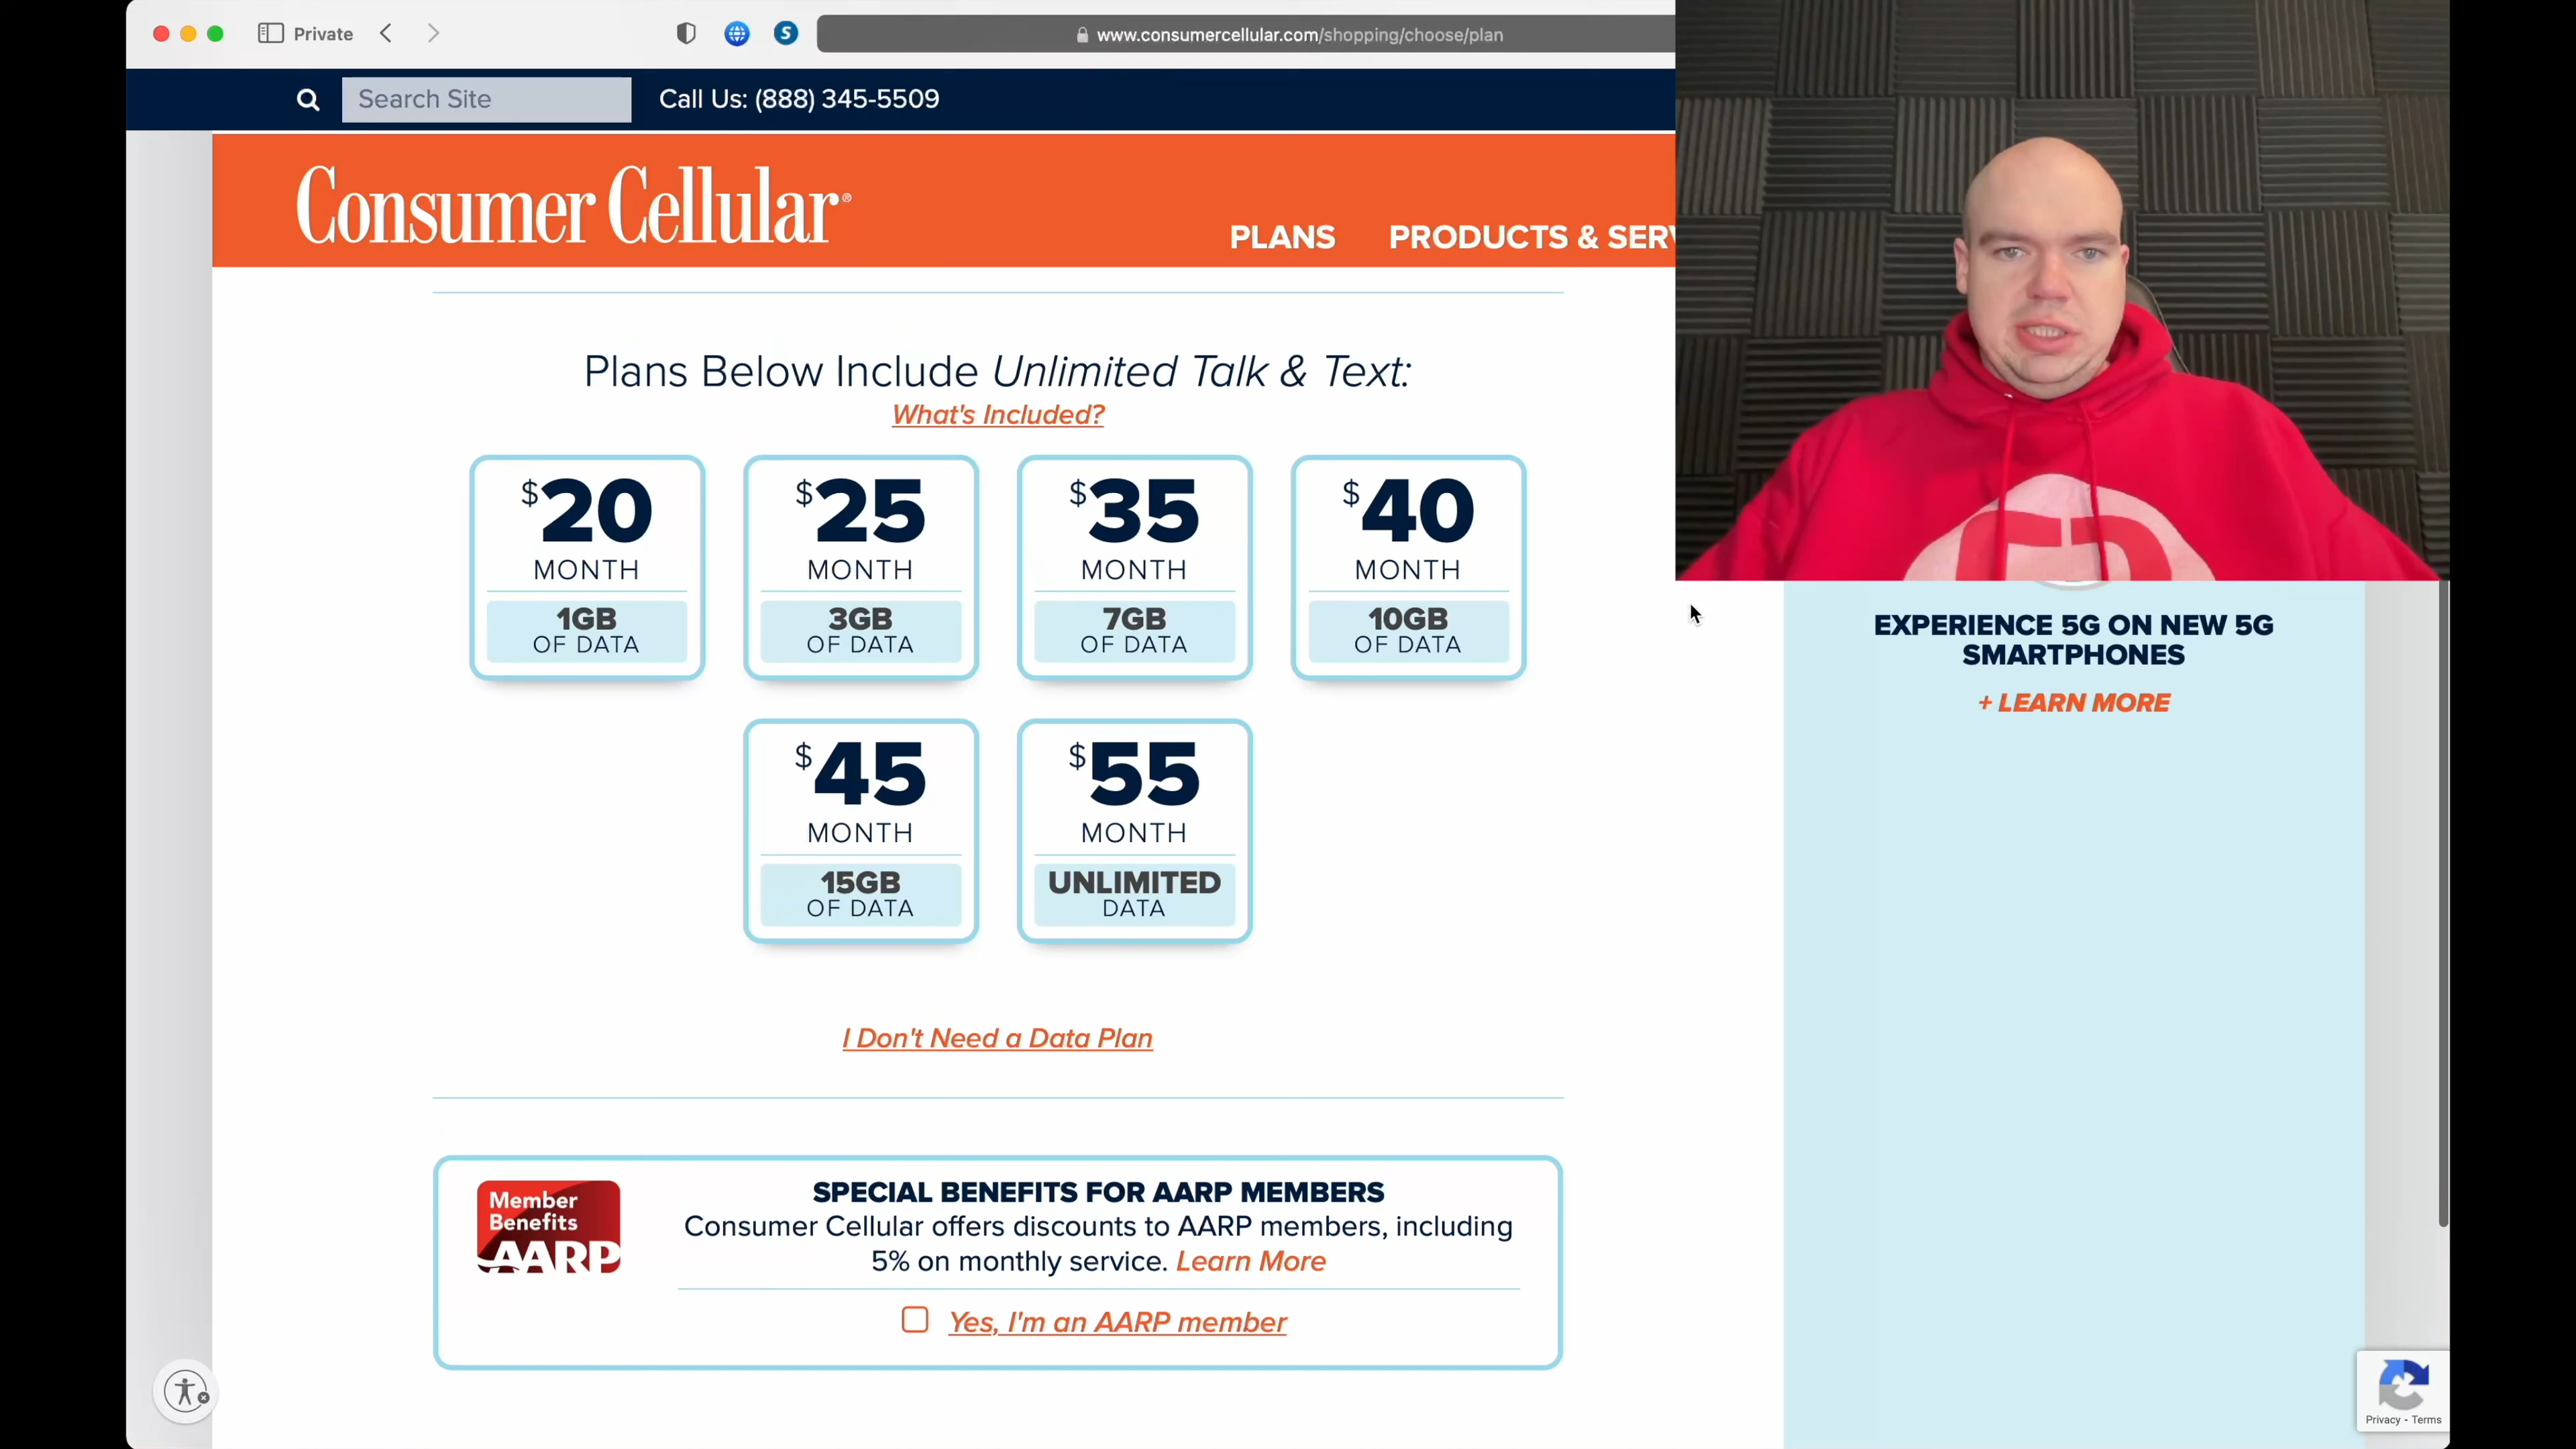 Private
www.consumercellular.com/shopping/choose/plan
Search Site
Call Us: (888) 345-5509
Consumer Cellular®
PLANS
PRODUCTS &
Plans Below Include Unlimited Talk & Text:
What's Included?
$20
MONTH
1GB
OF DATA
$25
MONTH
3GB
OF DATA
$35
MONTH
7GB
OF DATA
$40
MONTH
10GB
OF DATA
$45
MONTH
15GB
OF DATA
$55
MONTH
UNLIMITED
DATA
I Don't Need a Data Plan
Member
Benefits
AARP
SPECIAL BENEFITS FOR AARP MEMBERS
Consumer Cellular offers discounts to AARP members, including
5% on monthly service. Learn More
Yes, I'm an AARP member
EXPERIENCE 5G ON NEW 5G
SMARTPHONES
+ LEARN MORE
Privacy - Terms